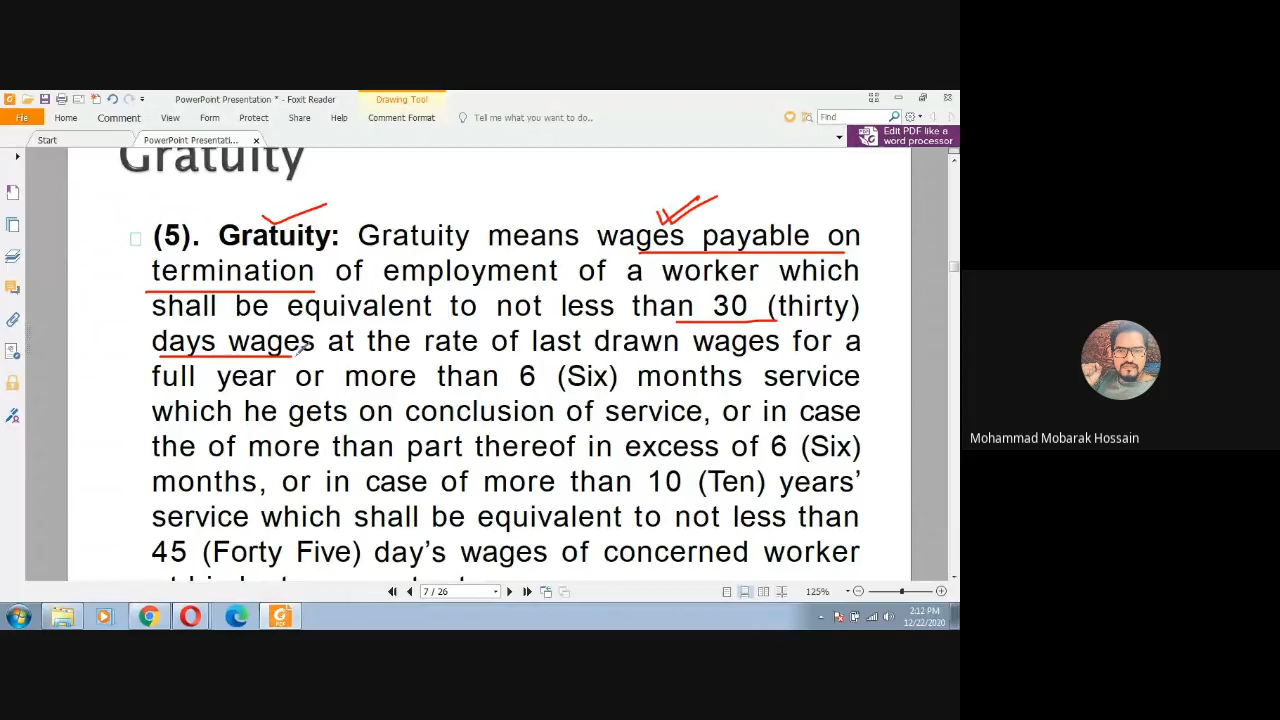 PowerPoint Presentation * - Foxit Reader
Drawing Tool
File
Home
Comment
View
Form
Protect
Share
Help
Comment Format
Tell me what you want to do..
Find
Start
PowerPoint Presentati...
Edit PDF like a
word processor
Gratuity
(5). Gratuity: Gratuity means wages payable on
termination of employment of a worker which
shall be equivalent to not less than 30 (thirty)
days wages at the rate of last drawn wages for a
full year or more than 6 (Six) months service
which he gets on conclusion of service, or in case
the of more than part thereof in excess of 6 (Six)
months, or in case of more than 10 (Ten) years’
service which shall be equivalent to not less than
45 (Forty Five) day’s wages of concerned worker
Mohammad Mobarak Hossain
7 / 26
125%
2:12 PM
12/22/2020